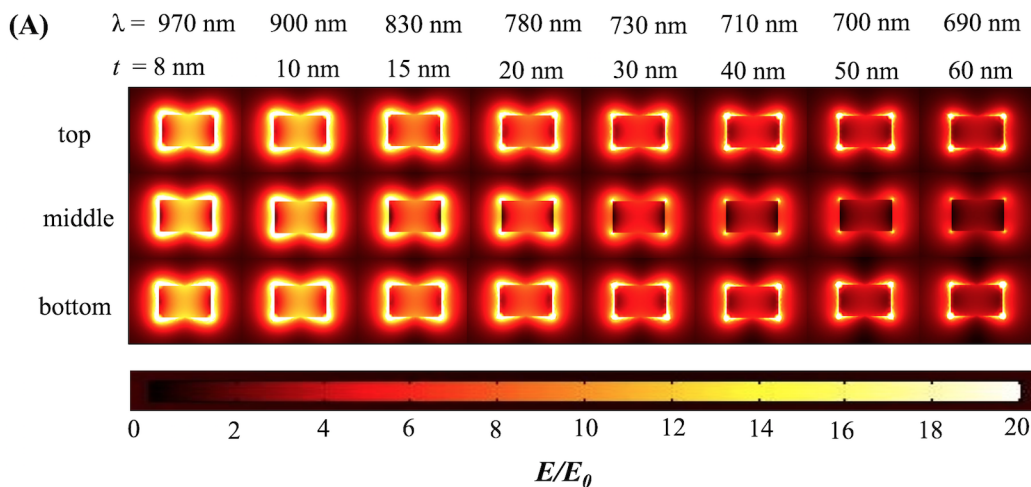 (A) λ = 970 nm 900 nm 830 nm 780 nm 730 nm 710 nm 700 nm 690 nm
t = 8 nm 10 nm 15 nm 20 nm 30 nm 40 nm 50 nm 60 nm
top
middle
bottom
0 2 4 6 8 10 12 14 16 18 20
E/E₀